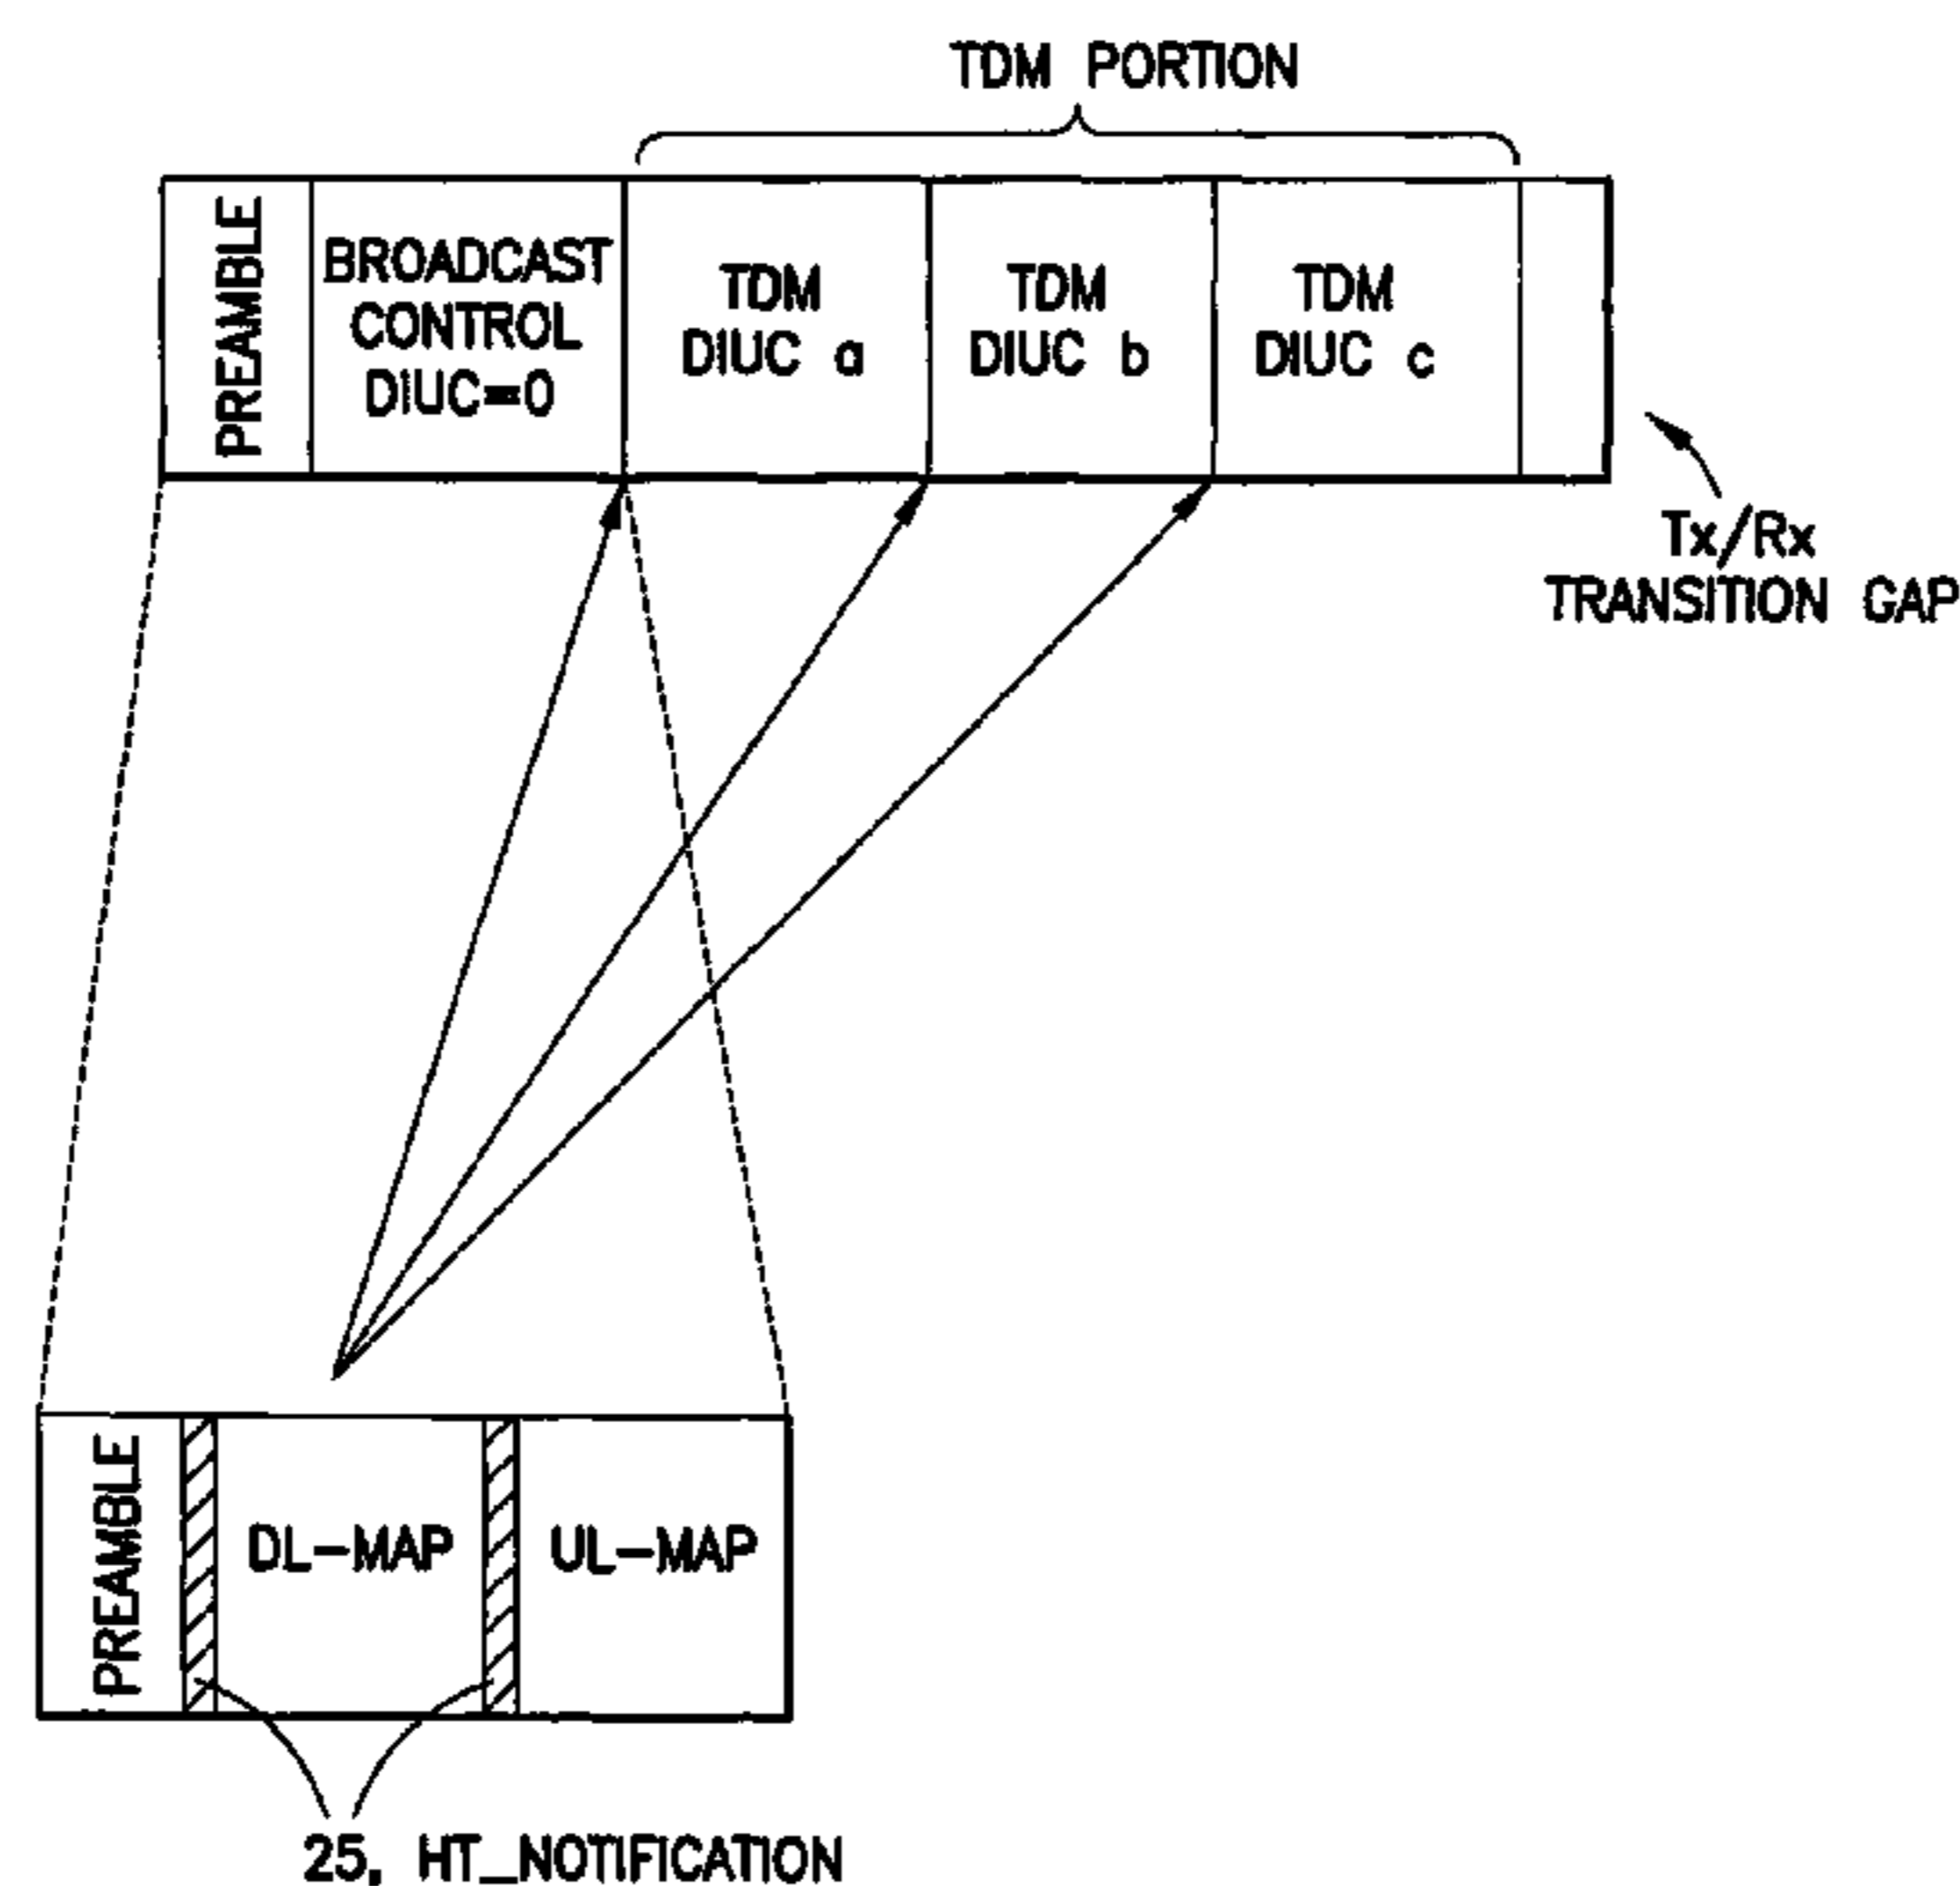 TDM PORTION
PREAMBLE
BROADCAST
CONTROL
DIUC=0
TDM
DIUC a
TDM
DIUC b
TDM
DIUC c
Tx/Rx
TRANSITION GAP
PREAMBLE
DL-MAP
UL-MAP
25, HT_NOTIFICATION